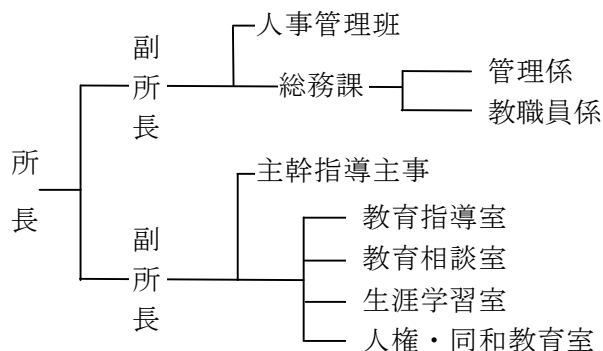 所長
副所長
人事管理班
総務課
管理係
教職員係
副所長
主幹指導主事
教育指導室
教育相談室
生涯学習室
人権・同和教育室